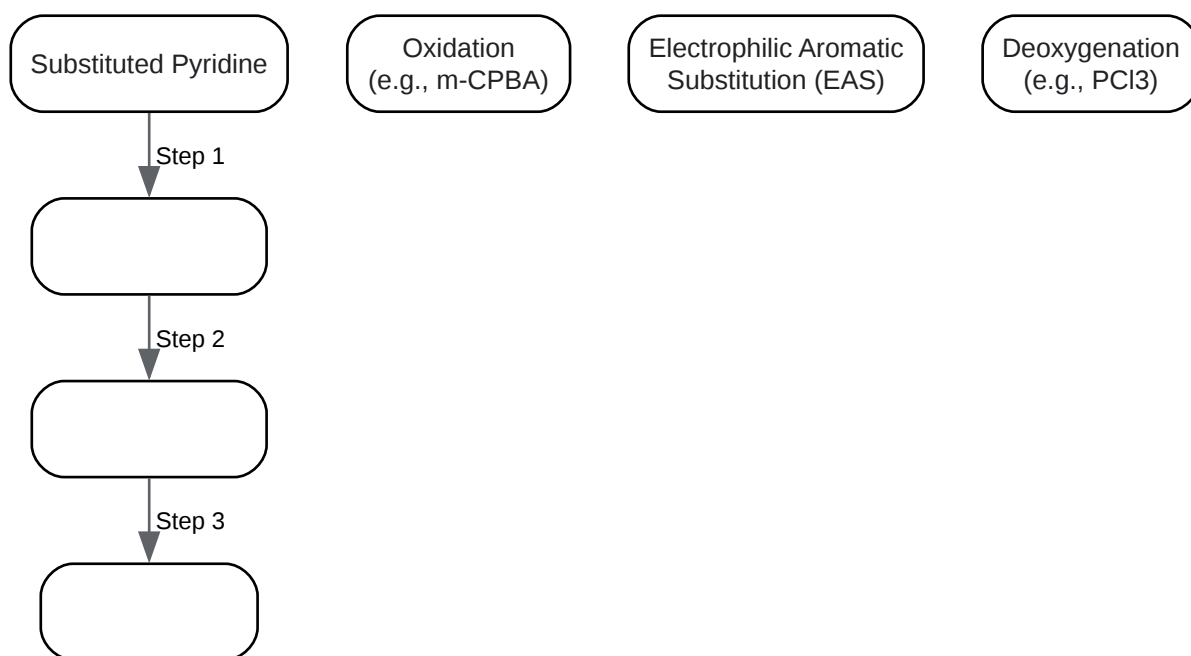 Substituted Pyridine
Oxidation
(e.g., m-CPBA)
Electrophilic Aromatic
Substitution (EAS)
Deoxygenation
(e.g., PCl3)
Step 1
Step 2
Step 3